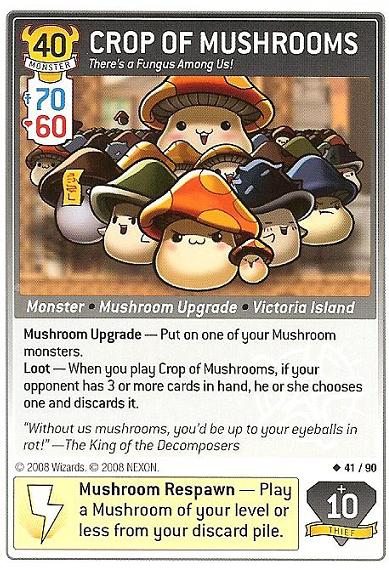 40
MONSTER
CROP OF MUSHROOMS
There's a Fungus Among Us!
70
60
Monster • Mushroom Upgrade • Victoria Island
Mushroom Upgrade — Put on one of your Mushroom
monsters.
Loot — When you play Crop of Mushrooms, if your
opponent has 3 or more cards in hand, he or she chooses
one and discards it.
"Without us mushrooms, you'd be up to your eyeballs in
rot!" —The King of the Decomposers
© 2008 Wizards. © 2008 NEXON.
◆ 41 / 90
Mushroom Respawn — Play
a Mushroom of your level or
less from your discard pile.
+
10
THIEF